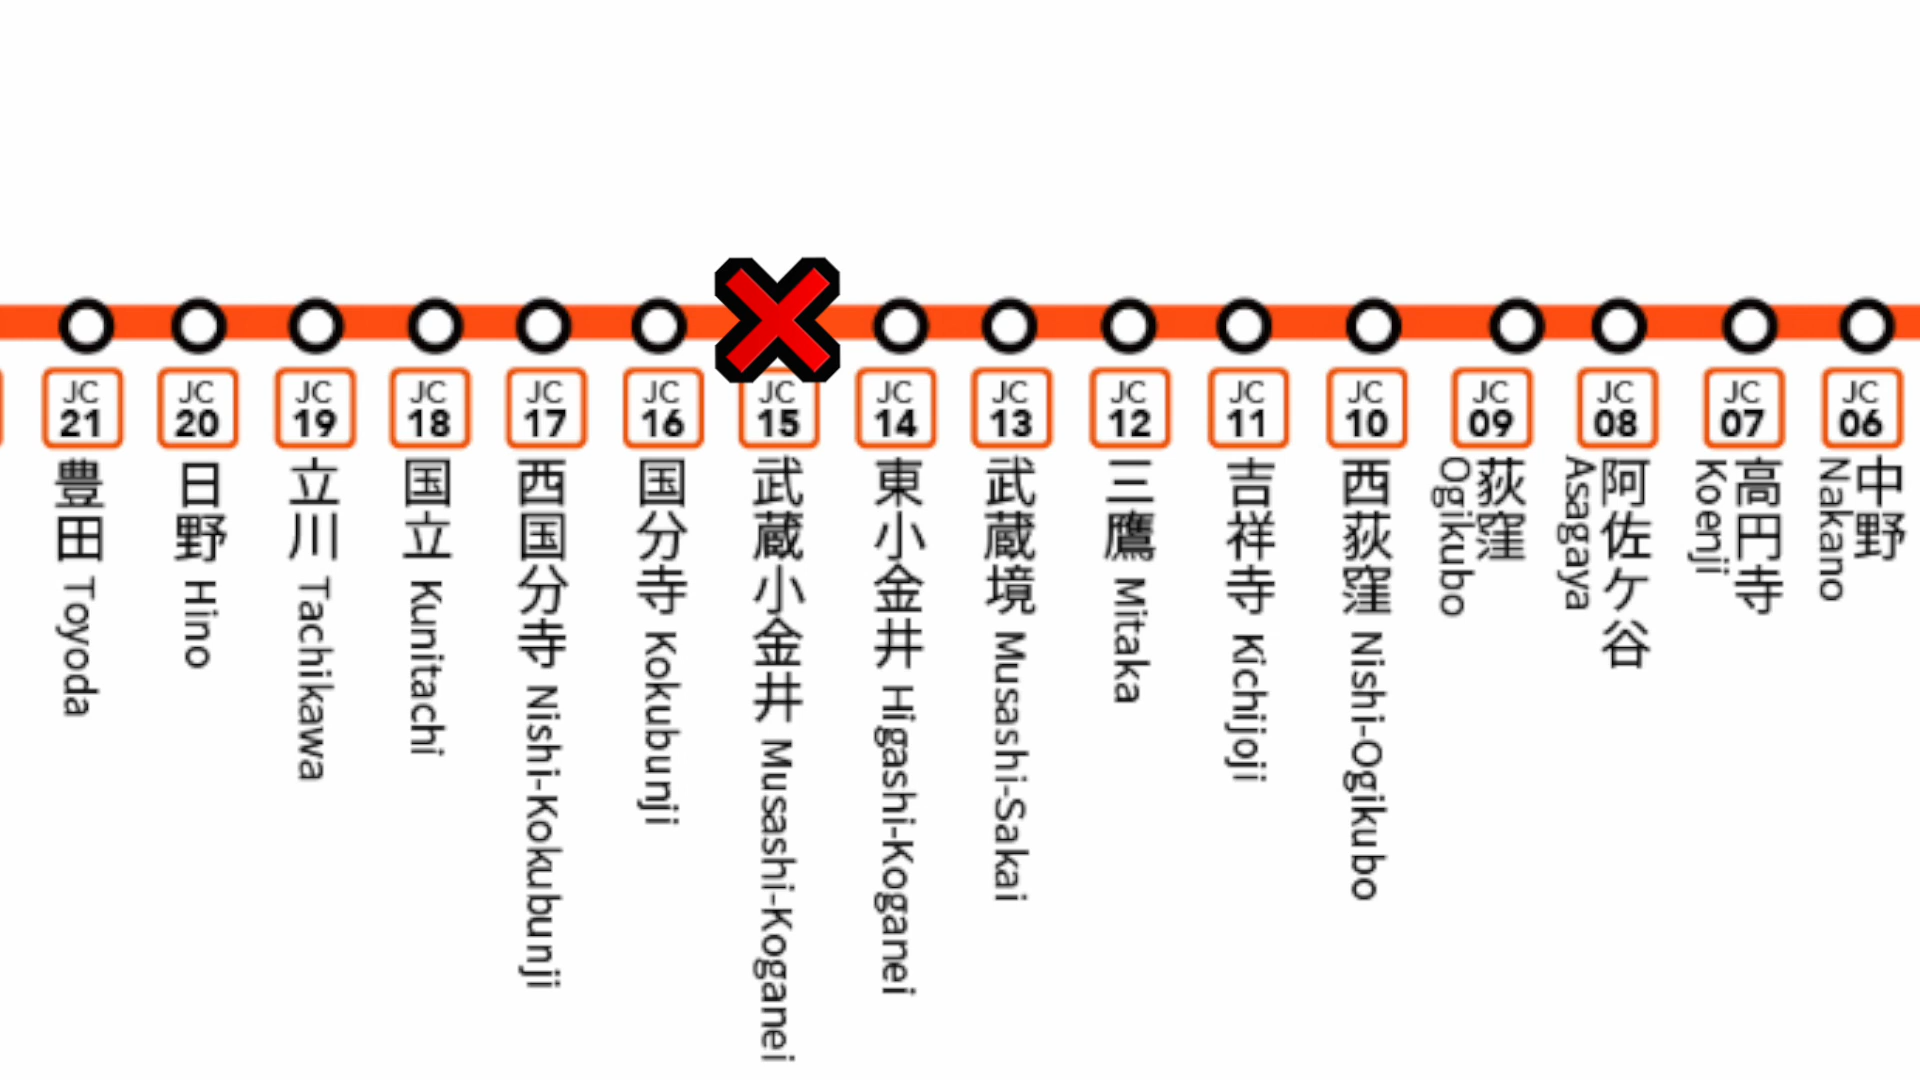 JC 21
豊田 Toyoda
JC 20
日野 Hino
JC 19
立川 Tachikawa
JC 18
国立 Kunitachi
JC 17
西国分寺 Nishi-Kokubunji
JC 16
国分寺 Kokubunji
JC 15
武蔵小金井 Musashi-Koganei
JC 14
東小金井 Higashi-Koganei
JC 13
武蔵境 Musashi-Sakai
JC 12
三鷹 Mitaka
JC 11
吉祥寺 Kichijoji
JC 10
西荻窪 Nishi-Ogikubo
JC 09
荻窪
Ogikubo
JC 08
阿佐ケ谷
Asagaya
JC 07
高円寺
Koenji
JC 06
中野
Nakano